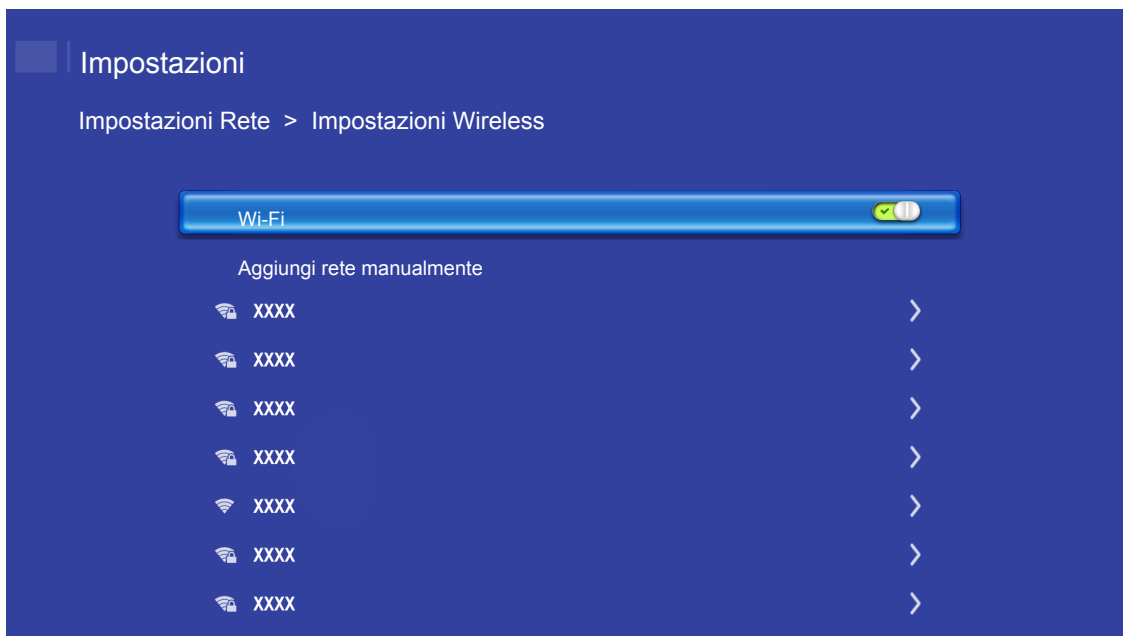 Impostazioni
Impostazioni Rete > Impostazioni Wireless
Wi-Fi
Aggiungi rete manualmente
XXXX
XXXX
XXXX
XXXX
XXXX
XXXX
XXXX